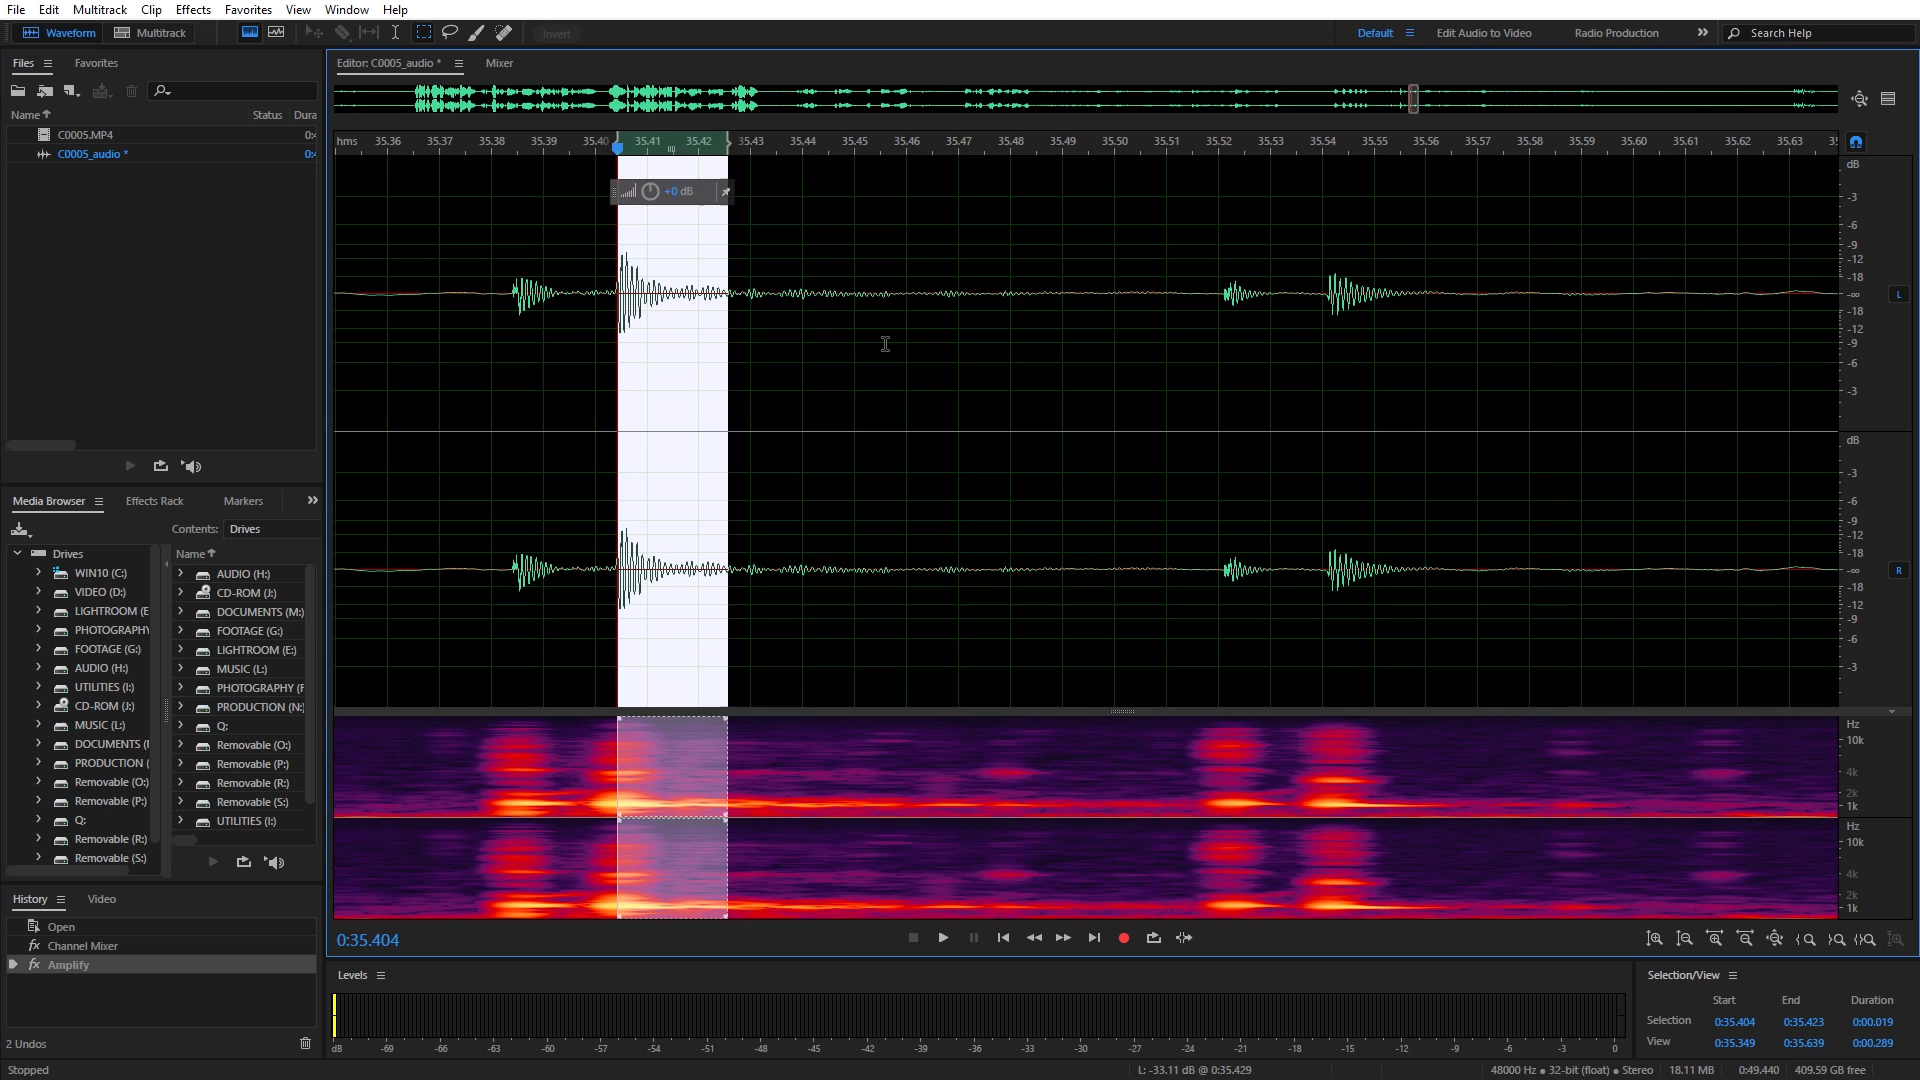 File Edit Multitrack Clip Effects Favorites View Window Help
Waveform Multitrack Invert Default Edit Audio to Video Radio Production Search Help
Files Favorites
Name Status Dura
C0005.MP4
C0005_audio *
Editor: C0005_audio * Mixer
hms 35.36 35.37 35.38 35.39 35.40 35.41 35.42 35.43 35.44 35.45 35.46 35.47 35.48 35.49 35.50 35.51 35.52 35.53 35.54 35.55 35.56 35.57 35.58 35.59 35.60 35.61 35.62 35.63
+0 dB
dB
-3
-6
-9
-12
-18
-∞
-18
-12
-9
-6
-3
L
dB
-3
-6
-9
-12
-18
-∞
-18
-12
-9
-6
-3
R
Hz
10k
4k
2k
1k
Hz
10k
4k
2k
1k
Media Browser Effects Rack Markers
Contents: Drives
Drives
WIN10 (C:)
VIDEO (D:)
LIGHTROOM (E
PHOTOGRAPHY
FOOTAGE (G:)
AUDIO (H:)
UTILITIES (I:)
CD-ROM (J:)
MUSIC (L:)
DOCUMENTS (
PRODUCTION (
Removable (O:)
Removable (P:)
Q:
Removable (R:)
Removable (S:)
Name
AUDIO (H:)
CD-ROM (J:)
DOCUMENTS (M:)
FOOTAGE (G:)
LIGHTROOM (E:)
MUSIC (L:)
PHOTOGRAPHY (F
PRODUCTION (N:)
Q:
Removable (O:)
Removable (P:)
Removable (R:)
Removable (S:)
UTILITIES (I:)
History Video
Open
fx Channel Mixer
fx Amplify
2 Undos
Stopped
0:35.404
Levels
dB -69 -66 -63 -60 -57 -54 -51 -48 -45 -42 -39 -36 -33 -30 -27 -24 -21 -18 -15 -12 -9 -6 -3 0
Selection/View
Start End Duration
Selection 0:35.404 0:35.423 0:00.019
View 0:35.349 0:35.639 0:00.289
L: -33.11 dB @ 0:35.429 48000 Hz ● 32-bit (float) ● Stereo 18.11 MB 0:49.440 409.59 GB free